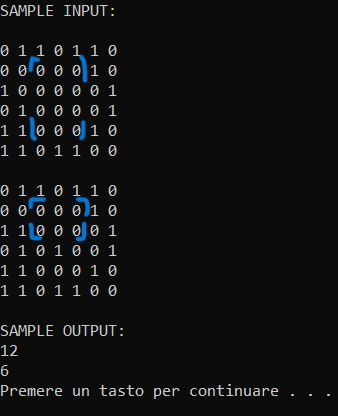 SAMPLE INPUT:
0 1 1 0 1 1 0
0 0 0 0 0 1 0
1 0 0 0 0 0 1
0 1 0 0 0 0 1
1 1 0 0 0 1 0
1 1 0 1 1 0 0
0 1 1 0 1 1 0
0 0 0 0 0 1 0
1 1 0 0 0 0 1
0 1 0 1 0 0 1
1 1 0 0 0 1 0
1 1 0 1 1 0 0
SAMPLE OUTPUT:
12
6
Premere un tasto per continuare . . .